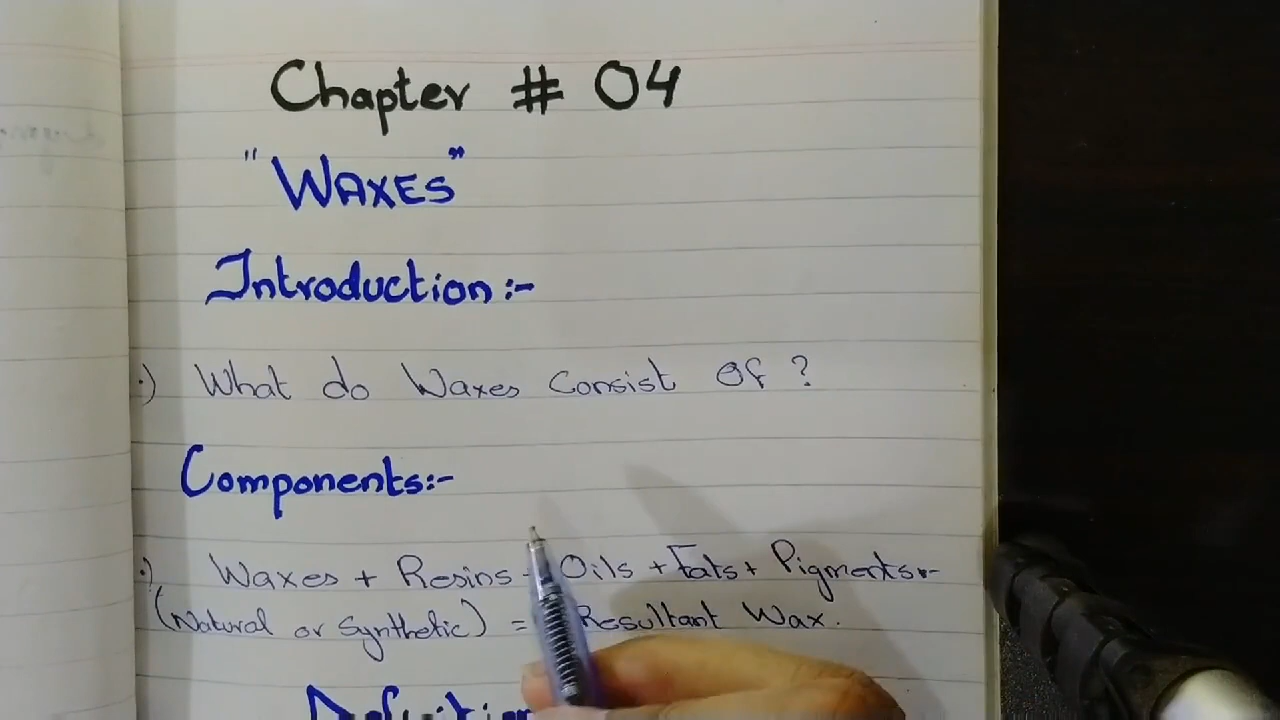 Chapter # 04
"WAXES"
Introduction:-
•) What do Waxes Consist Of ?
Components:-
•) Waxes + Resins + Oils + Fats + Pigments.-
(Natural or Synthetic) = Resultant Wax.
Definition